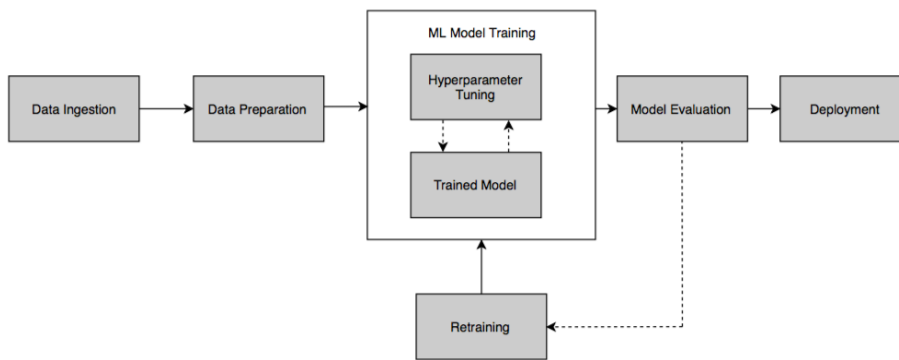 ML Model Training
Hyperparameter
Tuning
Data Ingestion
Data Preparation
Model Evaluation
Deployment
Trained Model
Retraining